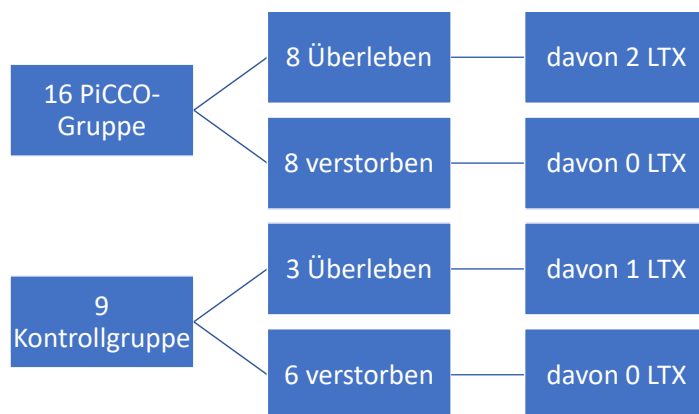 16 PiCCO-
Gruppe
8 Überleben
davon 2 LTX
8 verstorben
davon 0 LTX
9
Kontrollgruppe
3 Überleben
davon 1 LTX
6 verstorben
davon 0 LTX